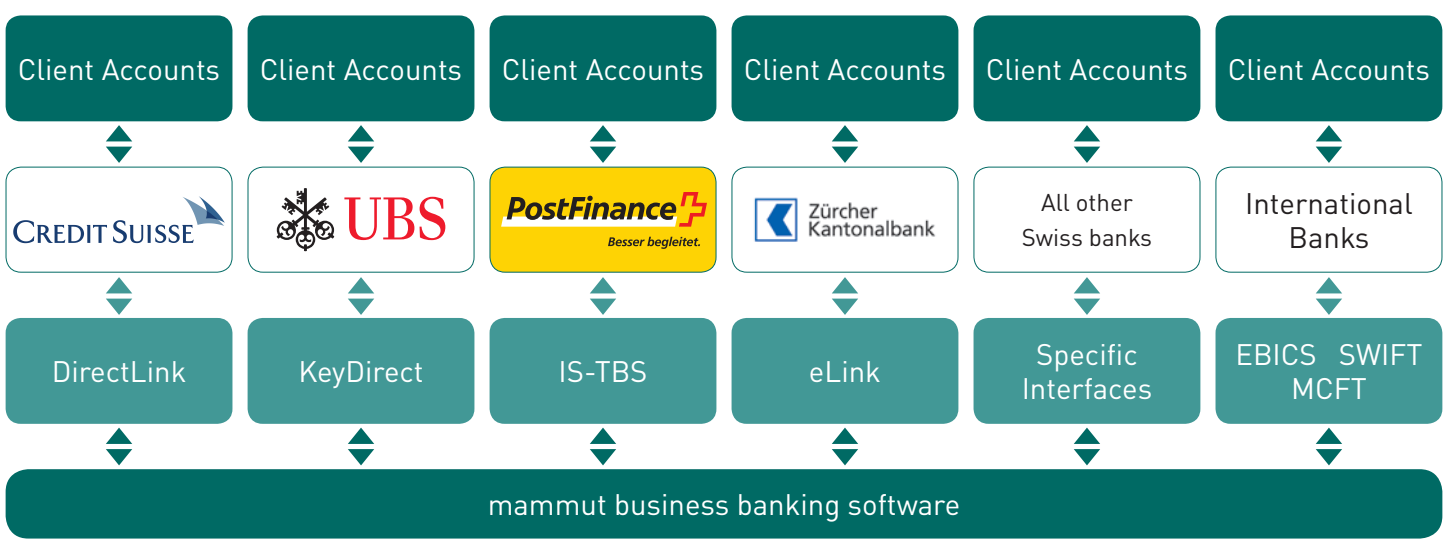 Client Accounts
Client Accounts
Client Accounts
Client Accounts
Client Accounts
Client Accounts
CREDIT SUISSE
UBS
PostFinance
Besser begleitet.
Zürcher
Kantonalbank
All other
Swiss banks
International
Banks
DirectLink
KeyDirect
IS-TBS
eLink
Specific
Interfaces
EBICS SWIFT
MCFT
mammut business banking software